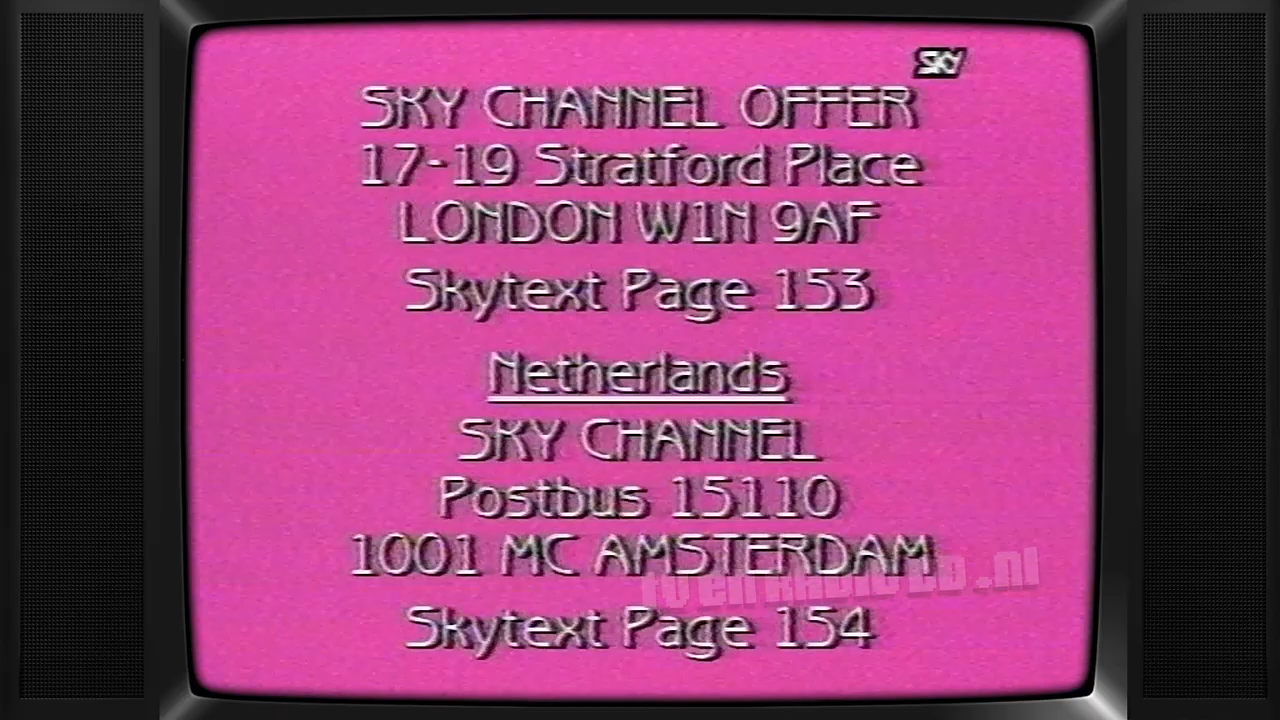 SKY
SKY CHANNEL OFFER
17-19 Stratford Place
LONDON W1N 9AF
Skytext Page 153
Netherlands
SKY CHANNEL
Postbus 15110
1001 MC AMSTERDAM
Skytext Page 154